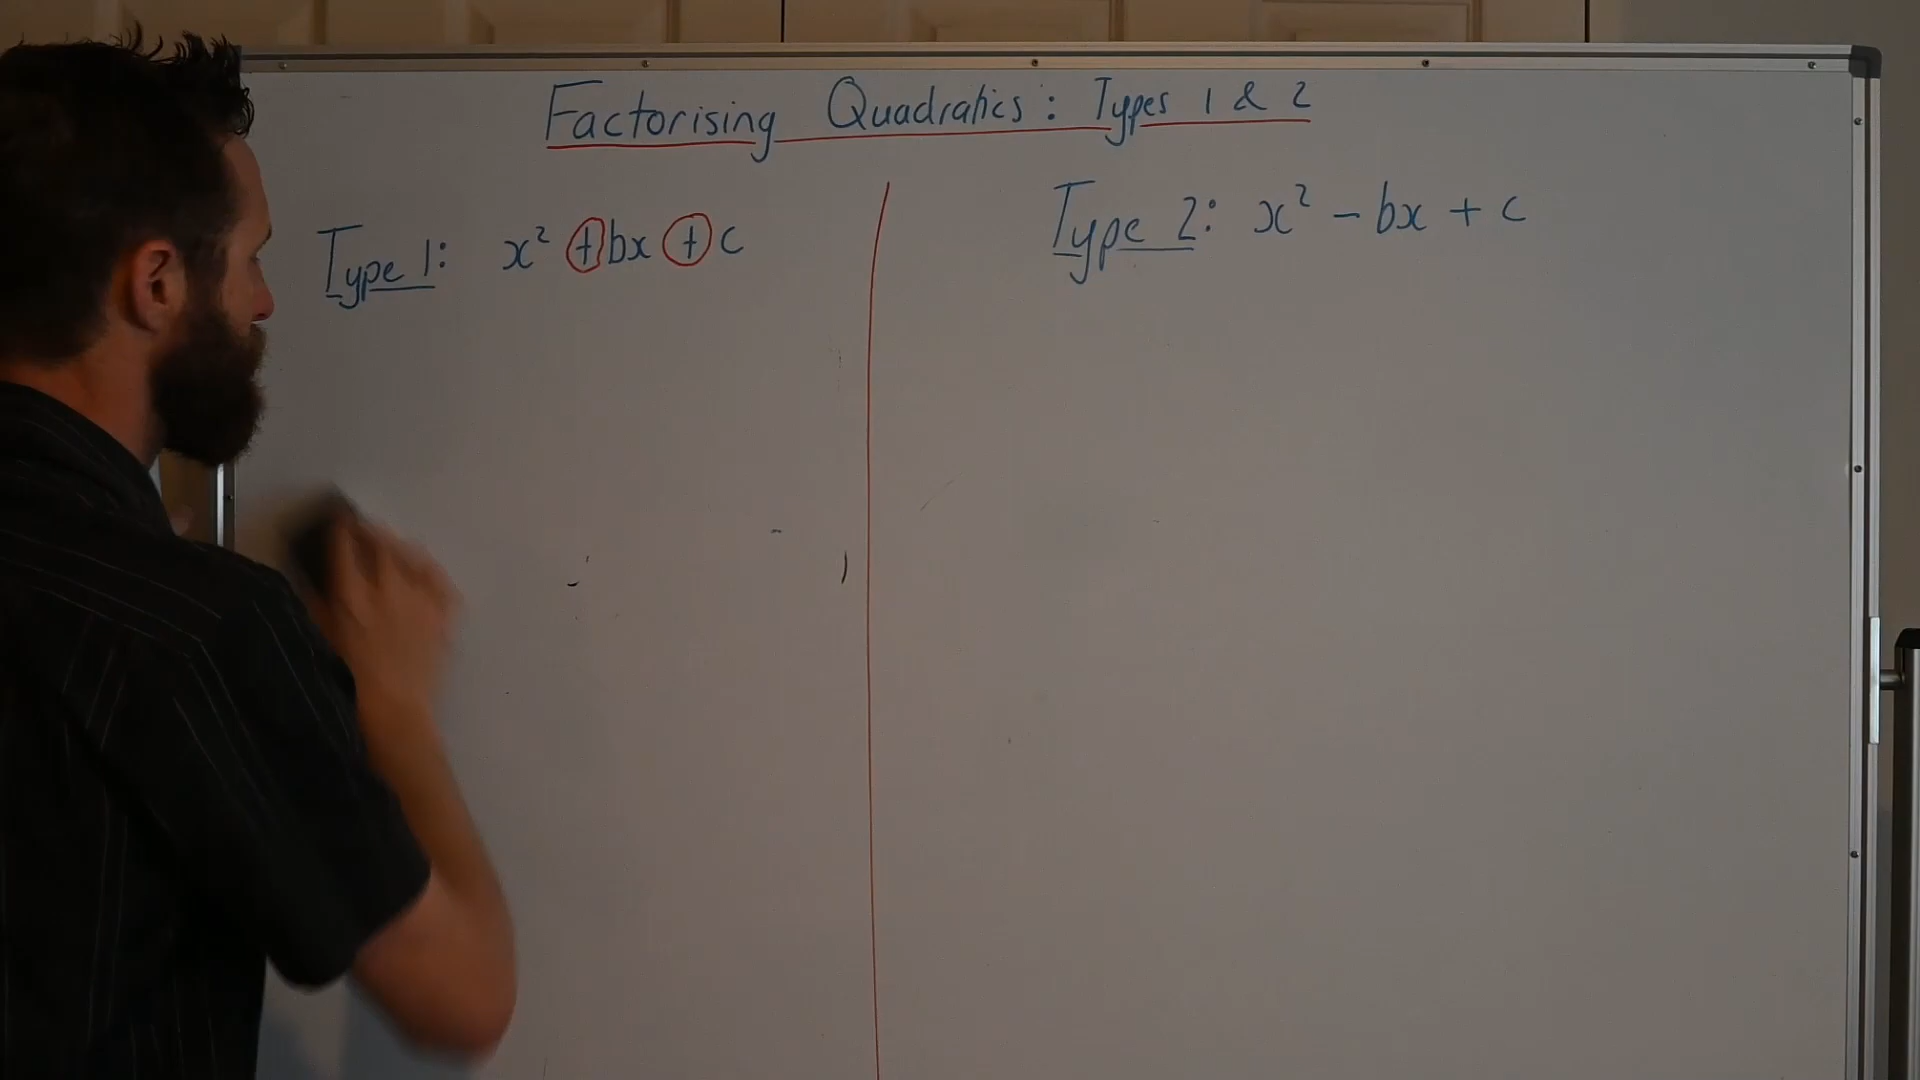 Factorising Quadratics: Types 1 & 2
Type 1: x² + bx + c
Type 2: x² - bx + c